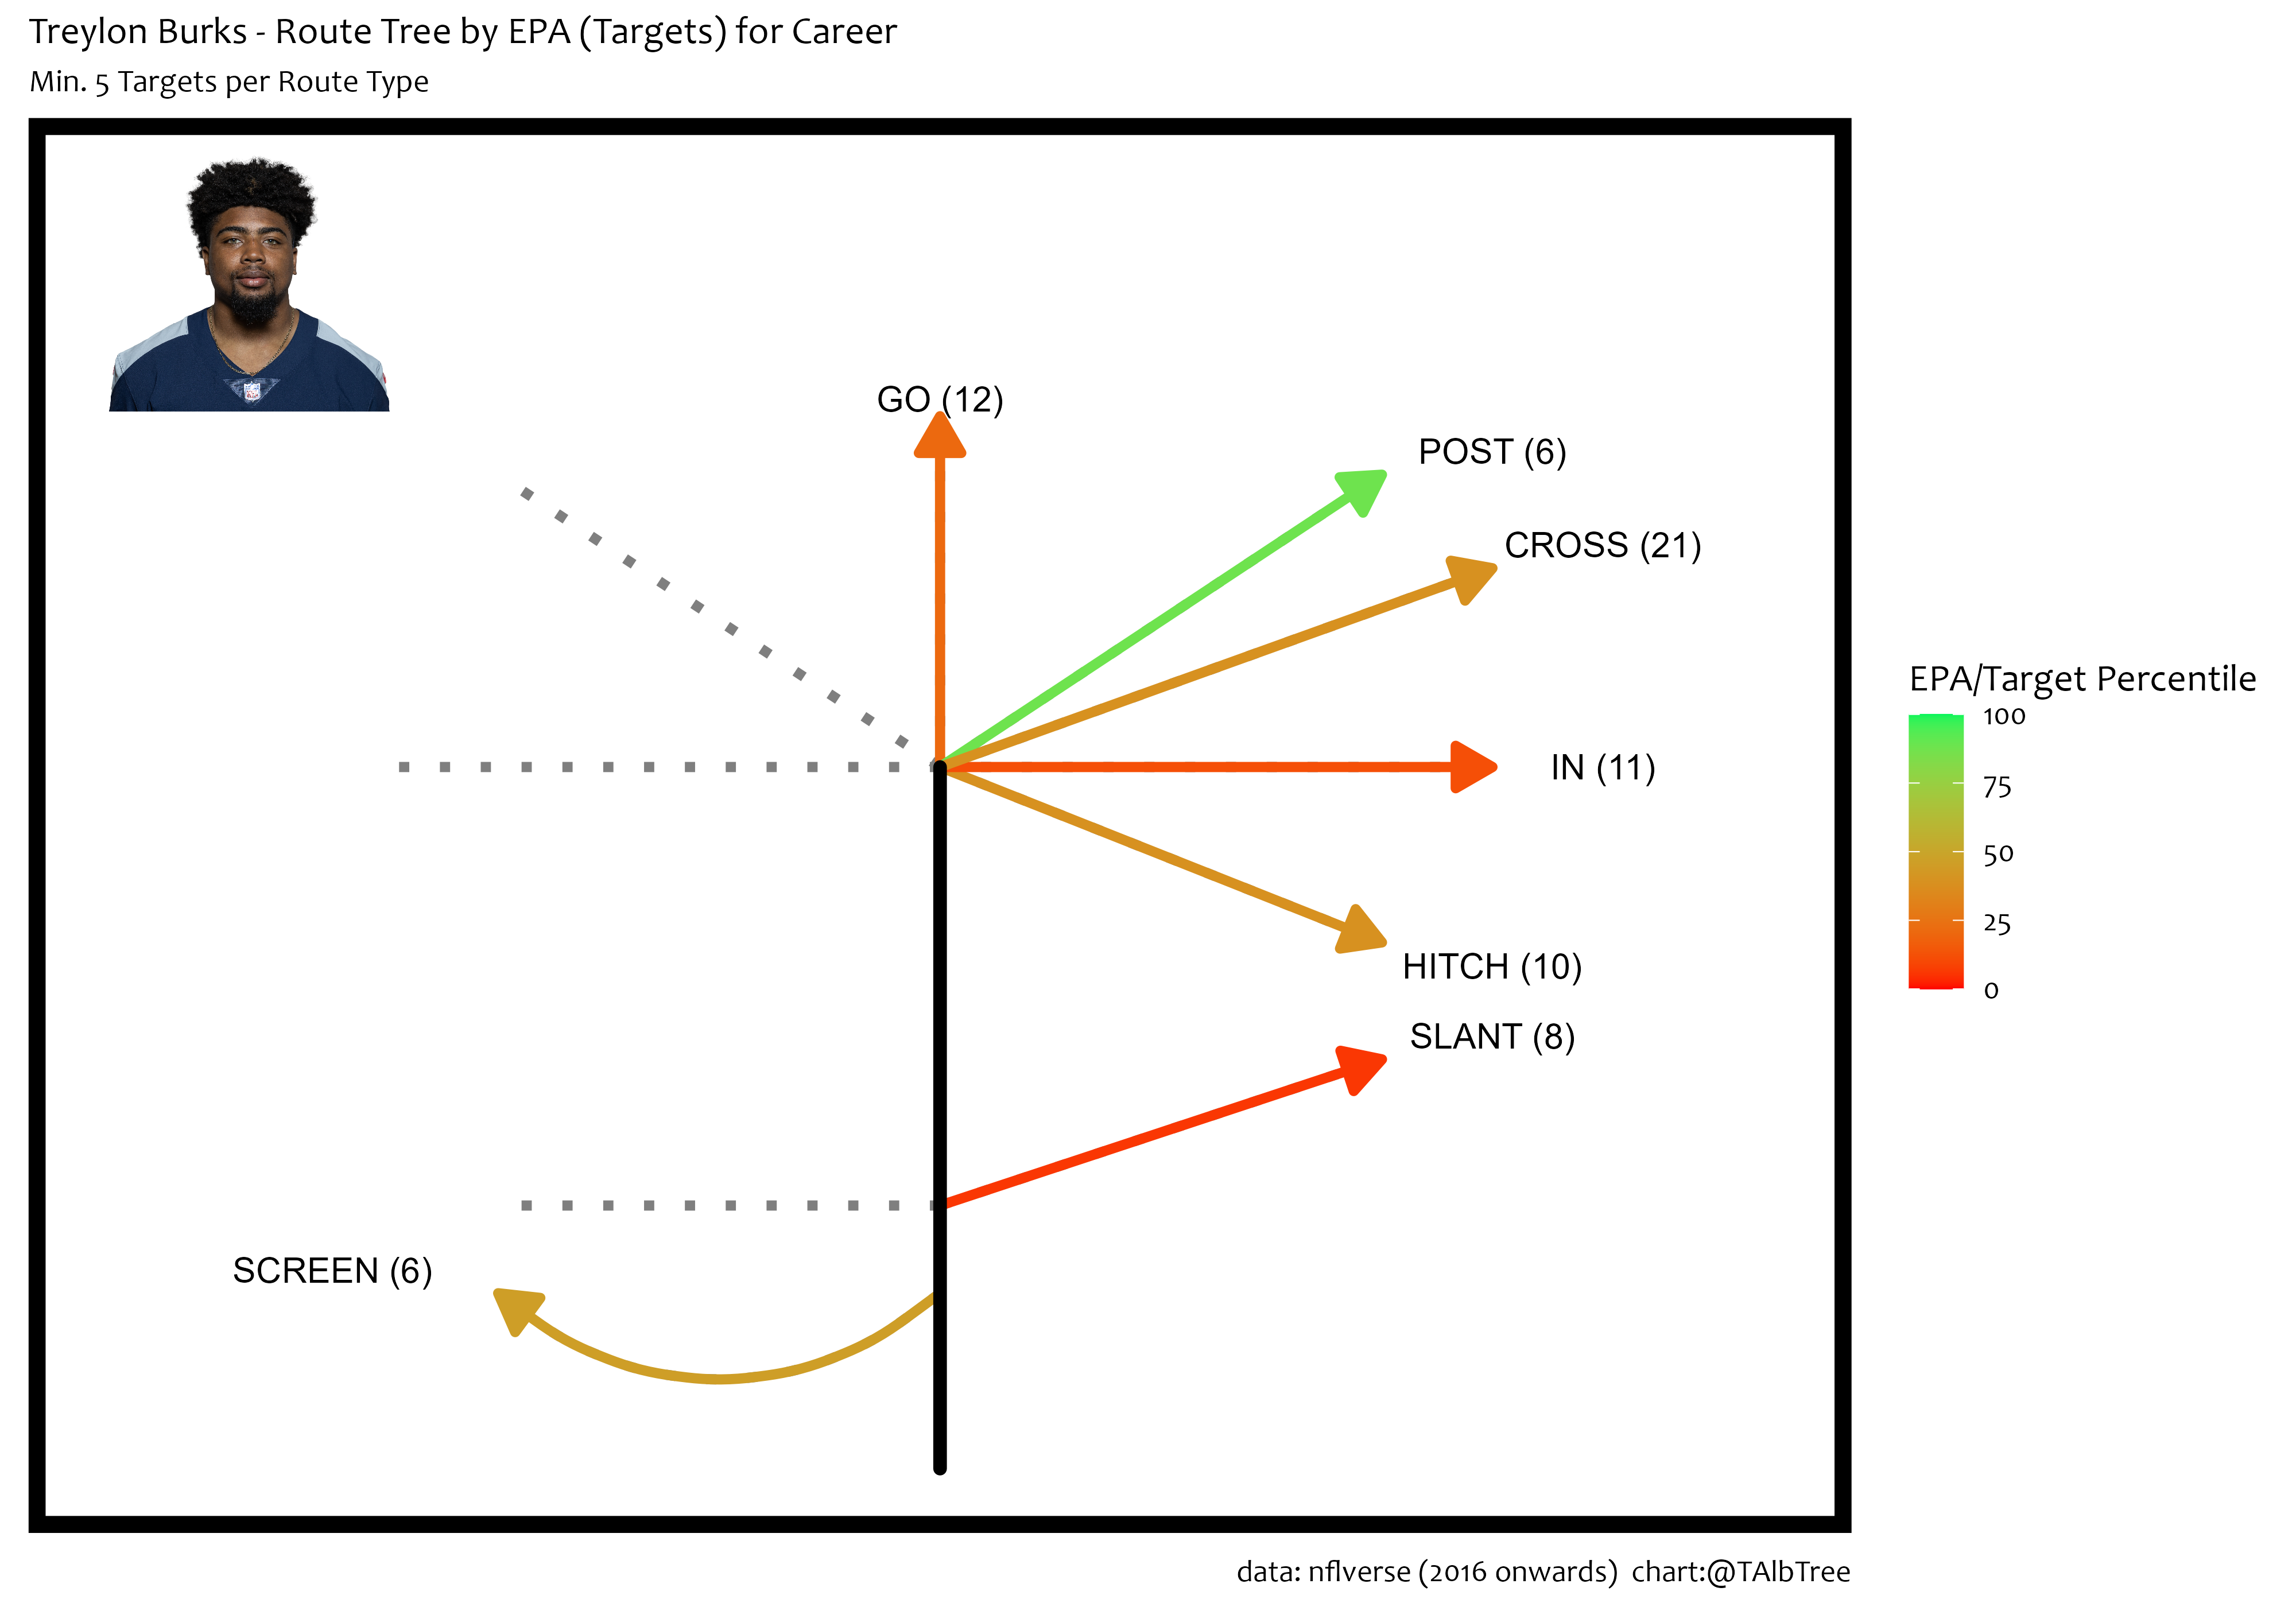 Treylon Burks - Route Tree by EPA (Targets) for Career
Min. 5 Targets per Route Type
GO (12)
POST (6)
CROSS (21)
IN (11)
HITCH (10)
SLANT (8)
SCREEN (6)
EPA/Target Percentile
100
75
50
25
0
data: nflverse (2016 onwards)  chart:@TAlbTree